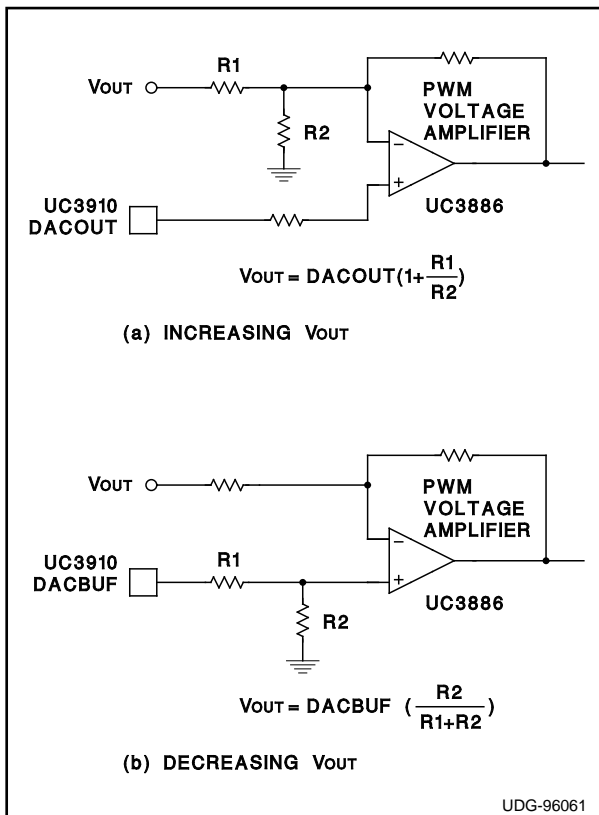 R1
VOUT
R2
PWM
VOLTAGE
AMPLIFIER
−
+
UC3910
DACOUT
UC3886
VOUT = DACOUT(1+R1/R2)
(a) INCREASING VOUT
VOUT
PWM
VOLTAGE
AMPLIFIER
−
+
UC3910
DACBUF
R1
R2
UC3886
VOUT = DACBUF (R2/R1+R2)
(b) DECREASING VOUT
UDG-96061